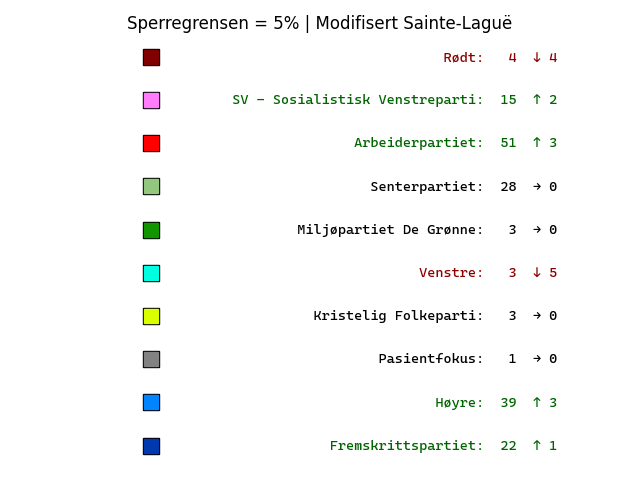 Sperregrensen = 5% | Modifisert Sainte-Laguë
Rødt: 4 ↓ 4
SV – Sosialistisk Venstreparti: 15 ↑ 2
Arbeiderpartiet: 51 ↑ 3
Senterpartiet: 28 → 0
Miljøpartiet De Grønne: 3 → 0
Venstre: 3 ↓ 5
Kristelig Folkeparti: 3 → 0
Pasientfokus: 1 → 0
Høyre: 39 ↑ 3
Fremskrittspartiet: 22 ↑ 1